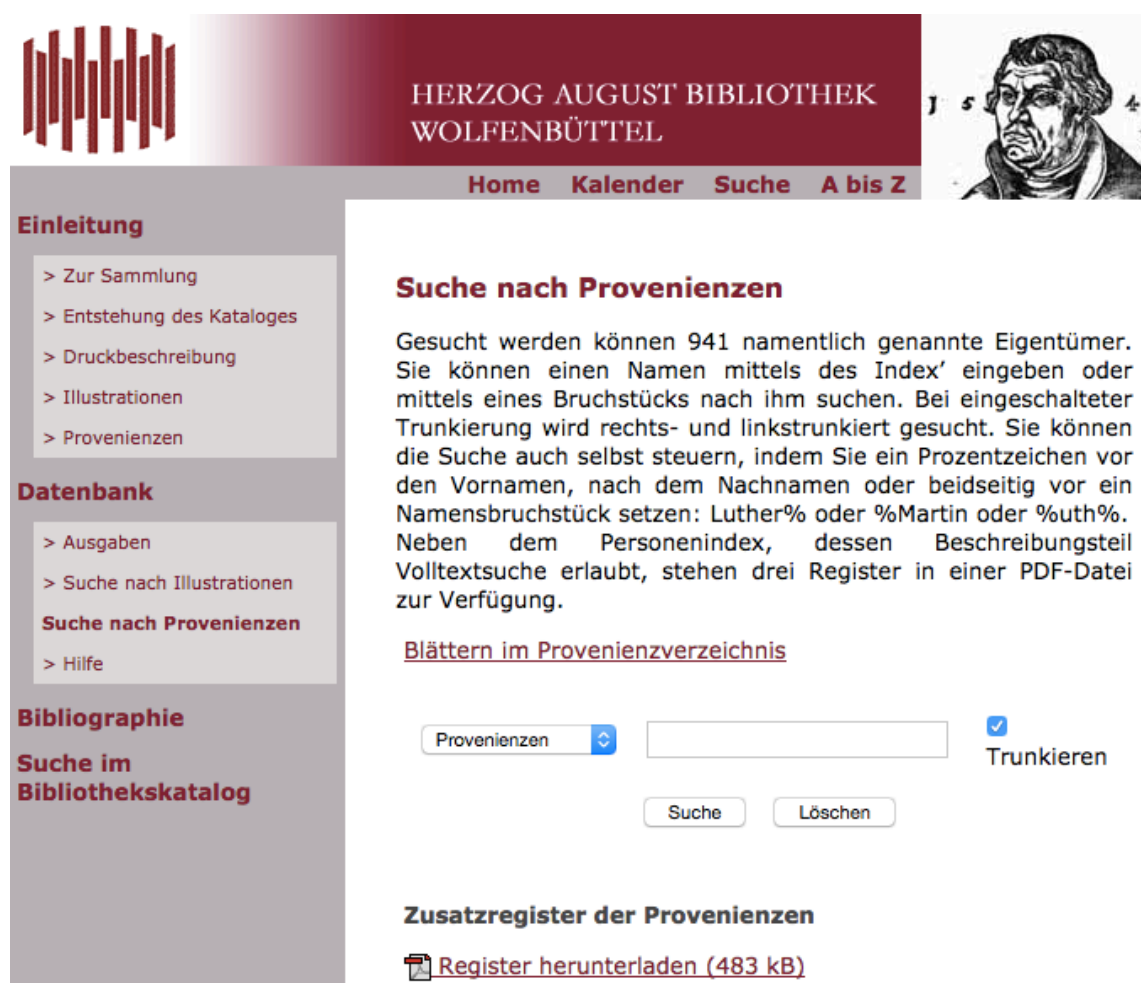 HERZOG AUGUST BIBLIOTHEK
WOLFENBÜTTEL
1 5 4
Home Kalender Suche A bis Z
Einleitung
> Zur Sammlung
> Entstehung des Kataloges
> Druckbeschreibung
> Illustrationen
> Provenienzen
Datenbank
> Ausgaben
> Suche nach Illustrationen
Suche nach Provenienzen
> Hilfe
Bibliographie
Suche im
Bibliothekskatalog
Suche nach Provenienzen
Gesucht werden können 941 namentlich genannte Eigentümer.
Sie können einen Namen mittels des Index’ eingeben oder
mittels eines Bruchstücks nach ihm suchen. Bei eingeschalteter
Trunkierung wird rechts- und linkstrunkiert gesucht. Sie können
die Suche auch selbst steuern, indem Sie ein Prozentzeichen vor
den Vornamen, nach dem Nachnamen oder beidseitig vor ein
Namensbruchstück setzen: Luther% oder %Martin oder %uth%.
Neben dem Personenindex, dessen Beschreibungsteil
Volltextsuche erlaubt, stehen drei Register in einer PDF-Datei
zur Verfügung.
Blättern im Provenienzverzeichnis
Provenienzen
Trunkieren
Suche Löschen
Zusatzregister der Provenienzen
Register herunterladen (483 kB)